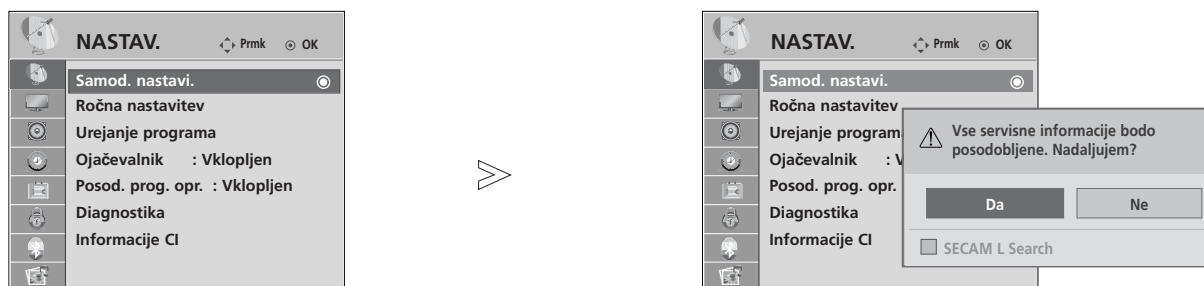 NASTAV. Prmk OK
Samod. nastavi.
Ročna nastavitev
Urejanje programa
Ojačevalnik : Vklopljen
Posod. prog. opr. : Vklopljen
Diagnostika
Informacije CI
NASTAV. Prmk OK
Samod. nastavi.
Ročna nastavitev
Urejanje program
Ojačevalnik : V
Posod. prog. opr.
Diagnostika
Informacije CI
Vse servisne informacije bodo
posodobljene. Nadaljujem?
Da Ne
SECAM L Search